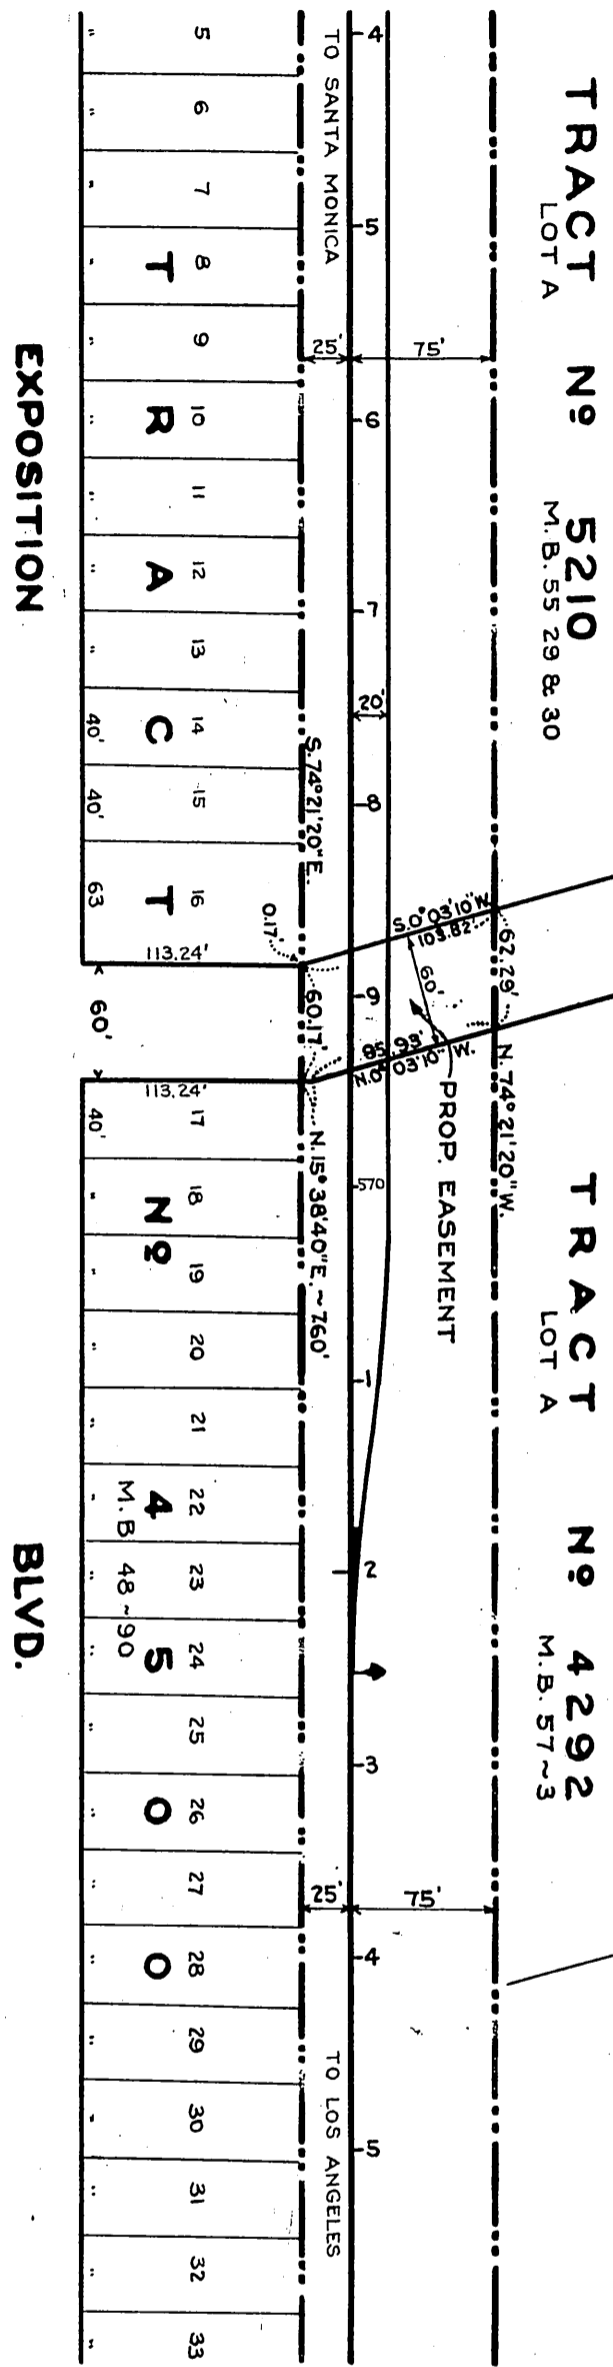 TRACT Nº 5210
LOT A
M.B. 55 29 & 30
TRACT Nº 4292
LOT A
M.B. 57~3
75'
25'
20'
S.0°03'10"W.
103.82'
62.29'
60'
N. 74°21'20"W.
85.93'
N.0°03'10"W.
PROP. EASEMENT
75'
25'
4
5
6
7
8
9
570
1
2
3
4
5
TO SANTA MONICA
TO LOS ANGELES
S.74°21'20"E.
0.17'
60.17'
N.15°38'40"E.~7.60'
5 6 7 8 9 10 11 12 13 14 15 16
17 18 19 20 21 22 23 24 25 26 27 28 29 30 31 32 33
113.24'
113.24'
TRACT Nº 4500
M.B 48~90
" " " " " " " " " 40' 40' 63
60'
40' " " " " " " " " " " " " " " " "
EXPOSITION BLVD.